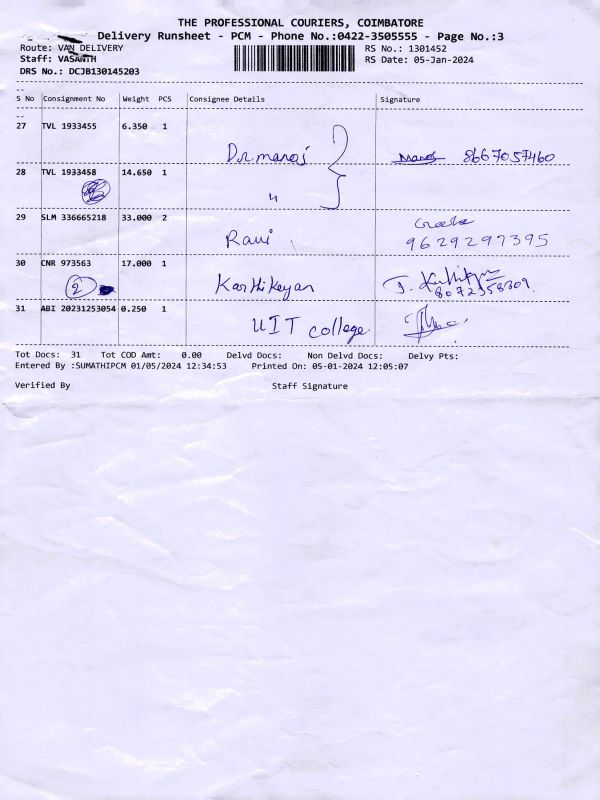 THE PROFESSIONAL COURIERS, COIMBATORE
Delivery Runsheet - PCM - Phone No.:0422-3505555 - Page No.:3
Route: VAN DELIVERY RS No.: 1301452
Staff: VASANTH RS Date: 05-Jan-2024
DRS No.: DCJB130145203
S No Consignment No Weight PCS Consignee Details Signature
27 TVL 1933455 6.350 1
Dr. manoj Manoj 8667057460
28 TVL 1933458 14.650 1
"
29 SLM 336665218 33.000 2
Ravi 9629297395
30 CNR 973563 17.000 1
2 Karthikeyan
31 ABI 20231253054 0.250 1
UIT college
Tot Docs: 31 Tot COD Amt: 0.00 Delvd Docs: Non Delvd Docs: Delvy Pts:
Entered By :SUMATHIPCM 01/05/2024 12:34:53 Printed On: 05-01-2024 12:05:07
Verified By Staff Signature